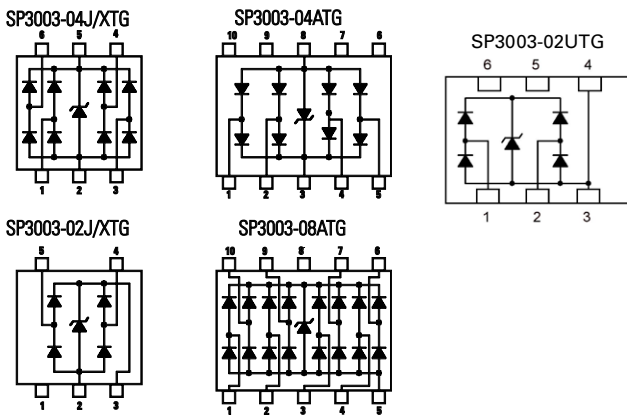 SP3003-04J/XTG
6 5 4
1 2 3
SP3003-04ATG
10 9 8 7 6
1 2 3 4 5
SP3003-02UTG
6 5 4
1 2 3
SP3003-02J/XTG
5 4
1 2 3
SP3003-08ATG
10 9 8 7 6
1 2 3 4 5